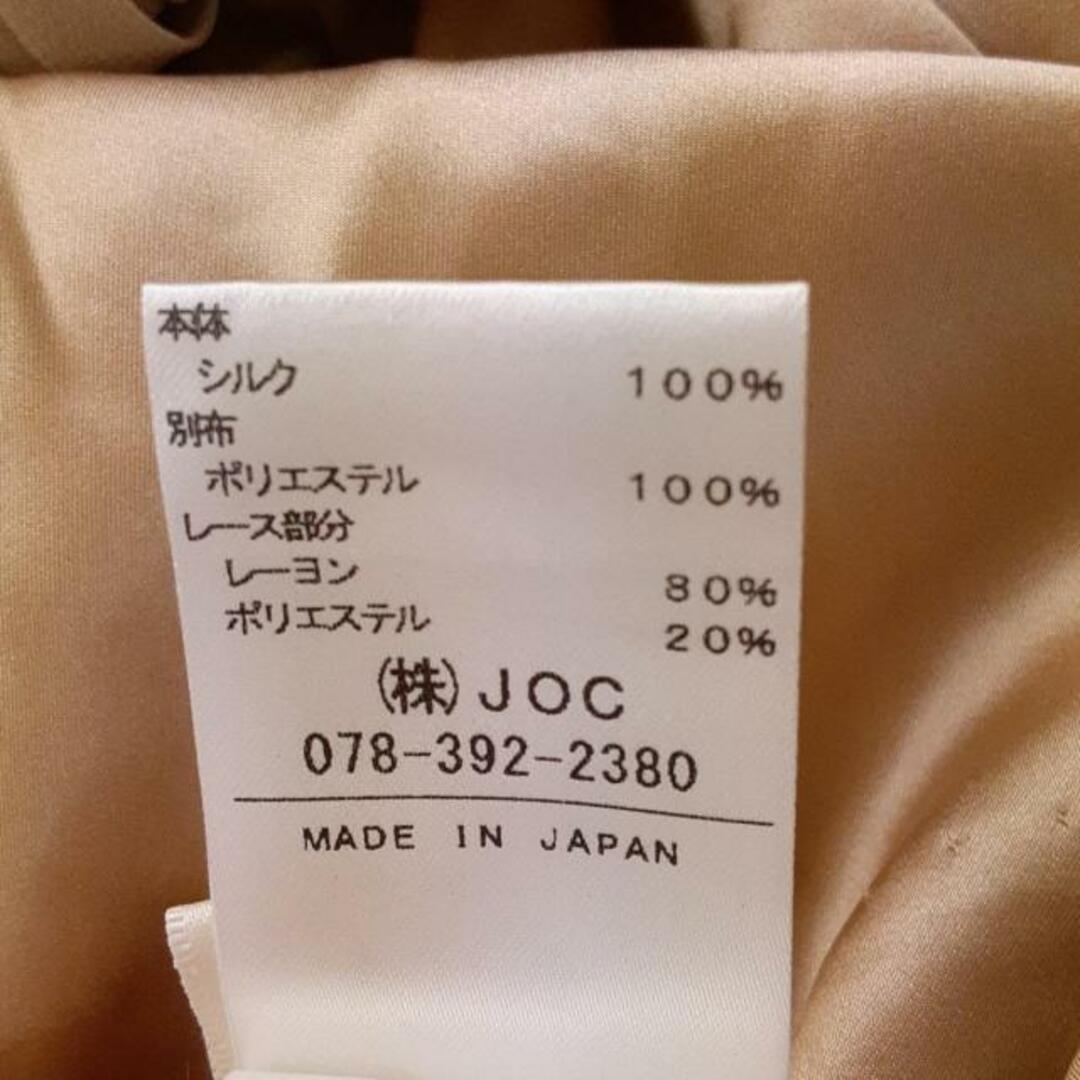 本体
シルク 100%
別布
ポリエステル 100%
レース部分
レーヨン 80%
ポリエステル 20%
(株)JOC
078-392-2380
MADE IN JAPAN